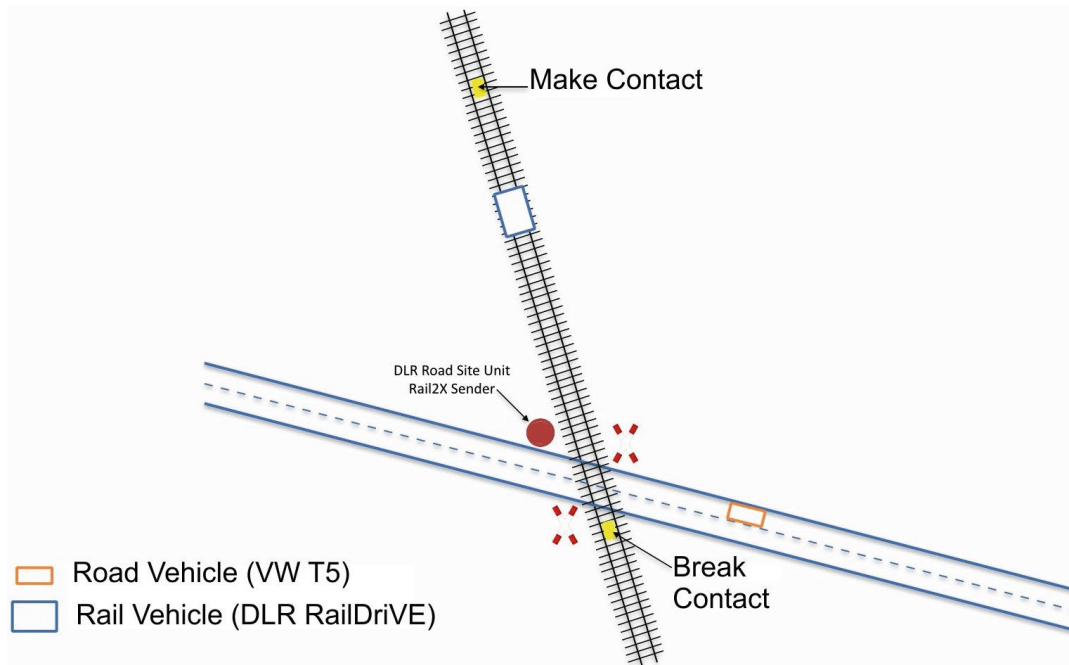 Make Contact
DLR Road Site Unit
Rail2X Sender
Break
Contact
Road Vehicle (VW T5)
Rail Vehicle (DLR RailDriVE)